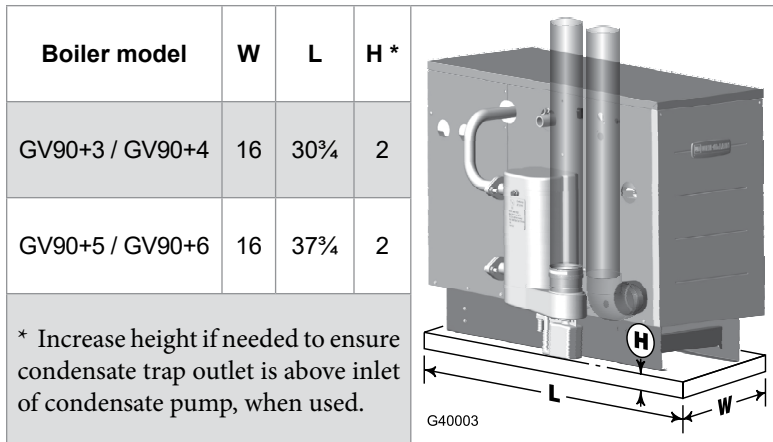 Boiler model W L H *
GV90+3 / GV90+4 16 30¾ 2
GV90+5 / GV90+6 16 37¾ 2
* Increase height if needed to ensure
condensate trap outlet is above inlet
of condensate pump, when used.
H
L
W
G40003